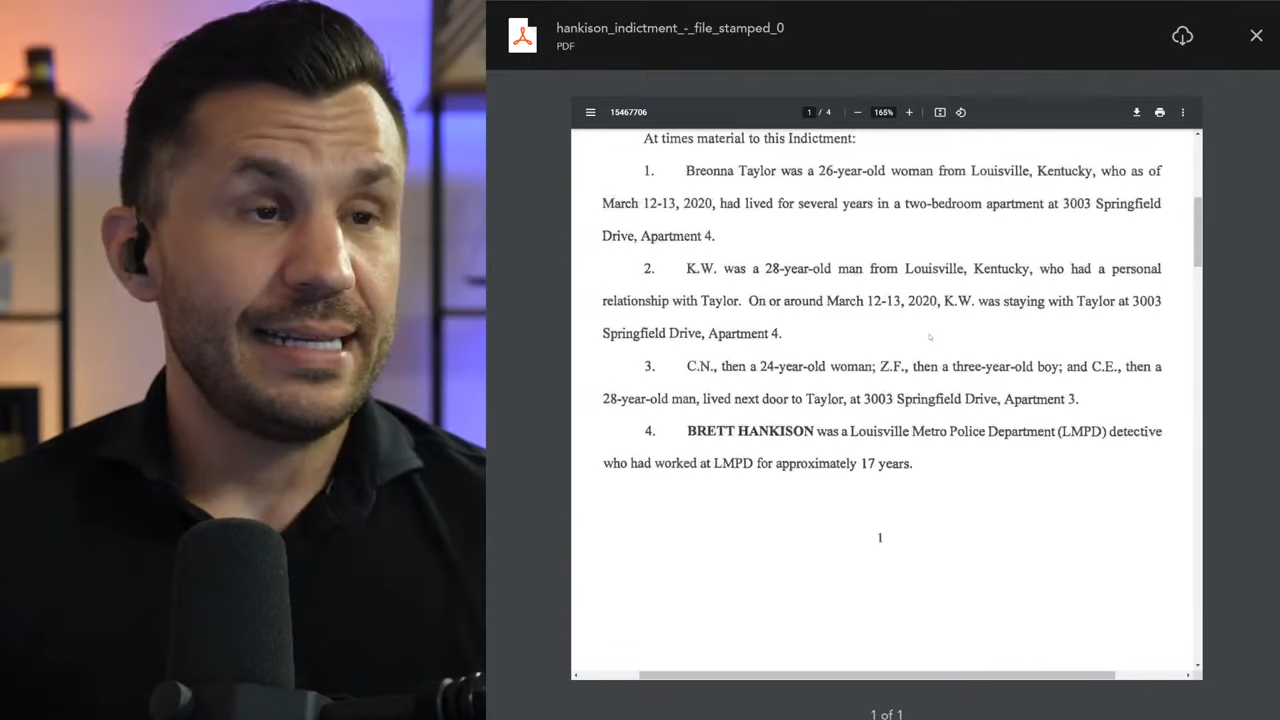 hankison_indictment_-_file_stamped_0
PDF
15467706
1 / 4
165%
At times material to this Indictment:
1. Breonna Taylor was a 26-year-old woman from Louisville, Kentucky, who as of
March 12-13, 2020, had lived for several years in a two-bedroom apartment at 3003 Springfield
Drive, Apartment 4.
2. K.W. was a 28-year-old man from Louisville, Kentucky, who had a personal
relationship with Taylor. On or around March 12-13, 2020, K.W. was staying with Taylor at 3003
Springfield Drive, Apartment 4.
3. C.N., then a 24-year-old woman; Z.F., then a three-year-old boy; and C.E., then a
28-year-old man, lived next door to Taylor, at 3003 Springfield Drive, Apartment 3.
4. BRETT HANKISON was a Louisville Metro Police Department (LMPD) detective
who had worked at LMPD for approximately 17 years.
1
1 of 1